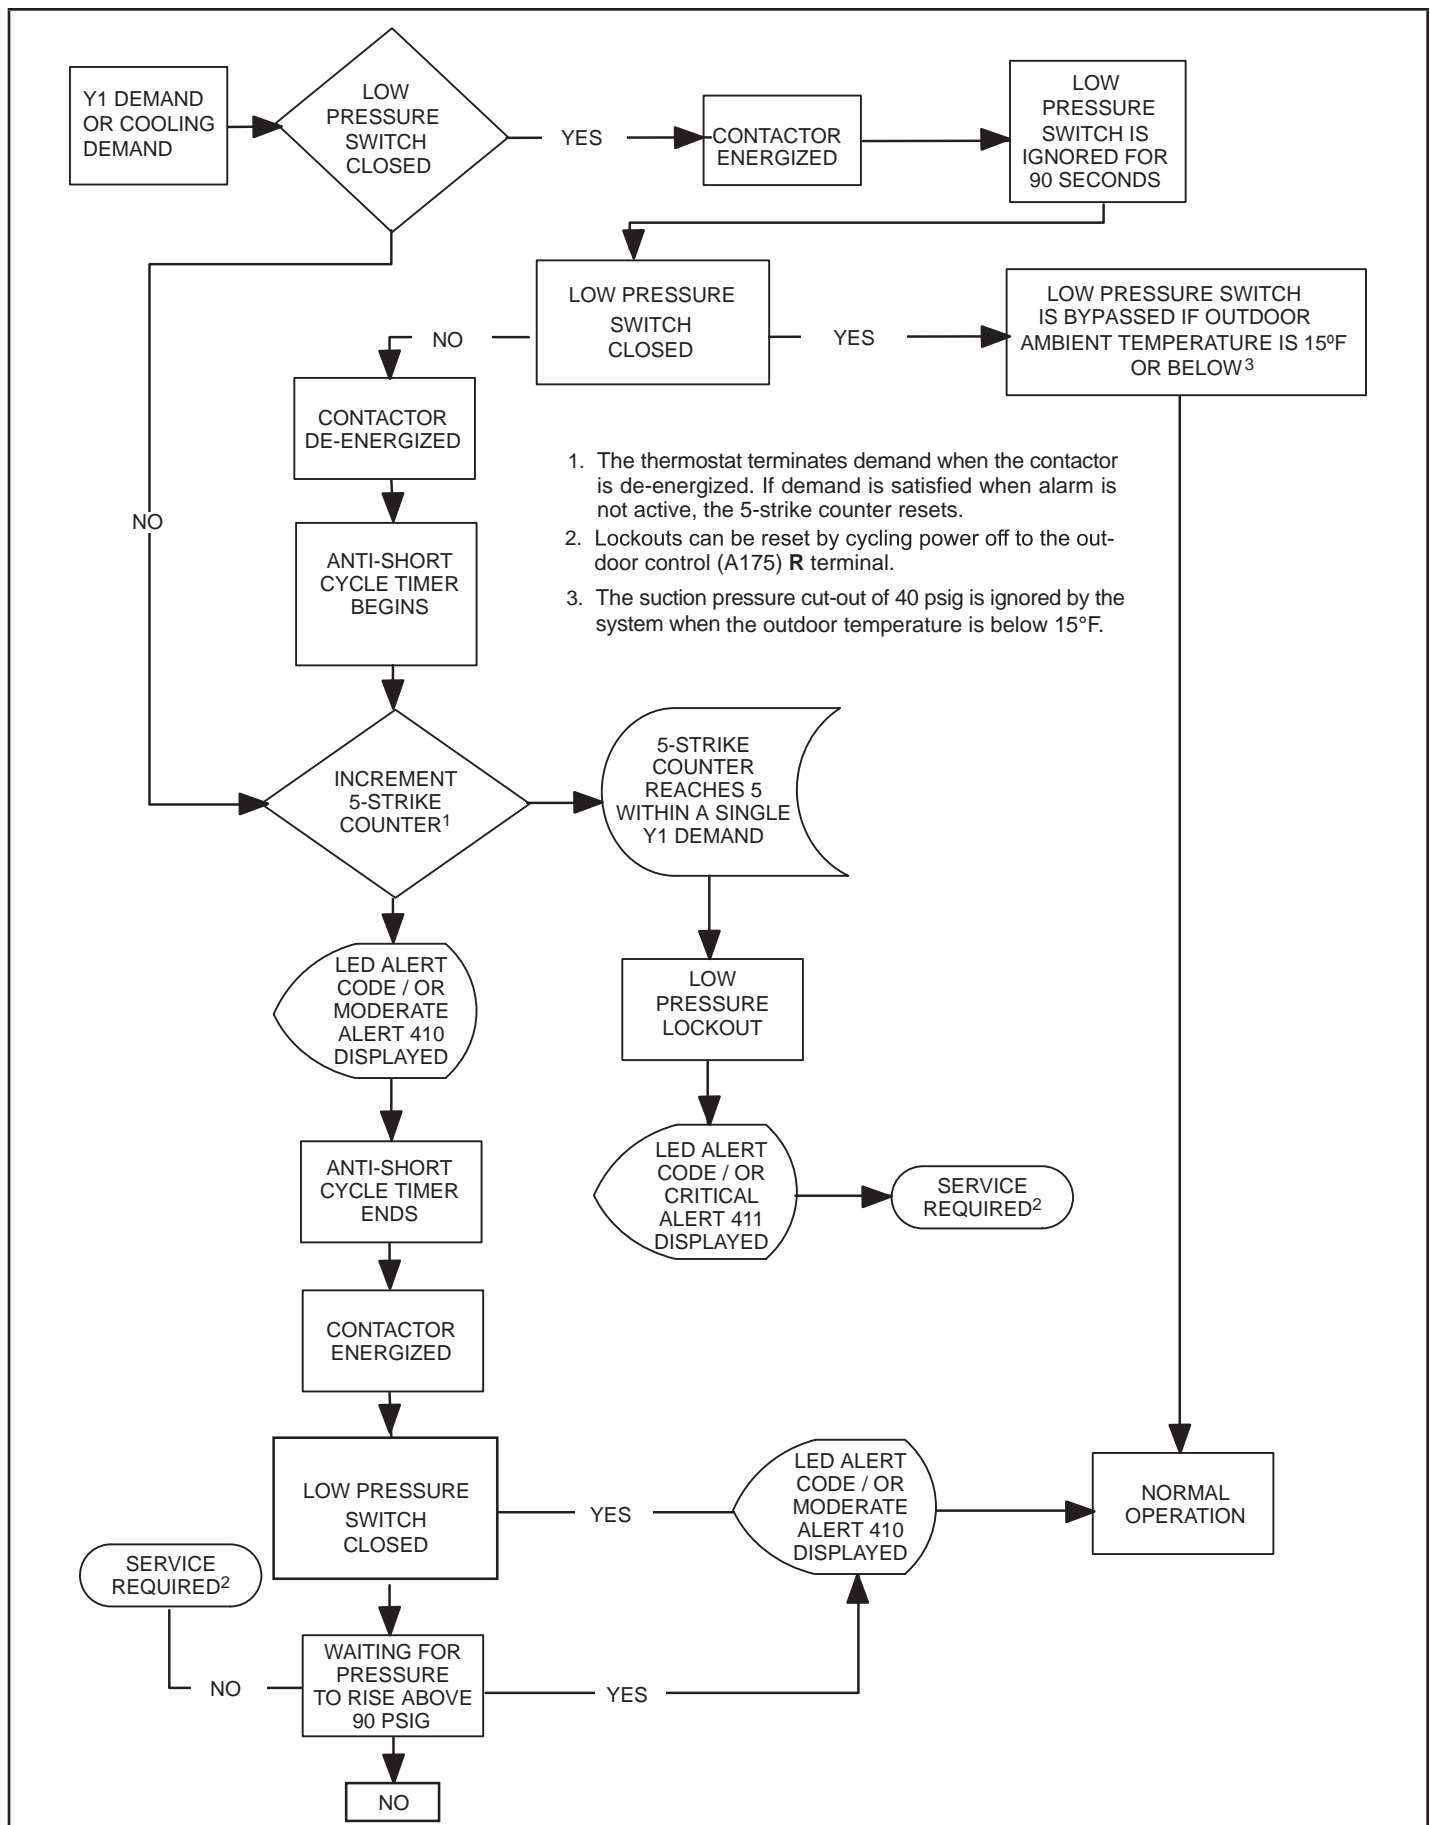 Y1 DEMAND
OR COOLING
DEMAND
LOW
PRESSURE
SWITCH
CLOSED
YES
CONTACTOR
ENERGIZED
LOW
PRESSURE
SWITCH IS
IGNORED FOR
90 SECONDS
LOW PRESSURE
SWITCH
CLOSED
NO
YES
LOW PRESSURE SWITCH
IS BYPASSED IF OUTDOOR
AMBIENT TEMPERATURE IS 15ºF
OR BELOW3
CONTACTOR
DE-ENERGIZED
1. The thermostat terminates demand when the contactor
is de-energized. If demand is satisfied when alarm is
not active, the 5-strike counter resets.
2. Lockouts can be reset by cycling power off to the out-
door control (A175) R terminal.
3. The suction pressure cut-out of 40 psig is ignored by the
system when the outdoor temperature is below 15°F.
NO
ANTI-SHORT
CYCLE TIMER
BEGINS
INCREMENT
5-STRIKE
COUNTER1
5-STRIKE
COUNTER
REACHES 5
WITHIN A SINGLE
Y1 DEMAND
LED ALERT
CODE / OR
MODERATE
ALERT 410
DISPLAYED
LOW
PRESSURE
LOCKOUT
ANTI-SHORT
CYCLE TIMER
ENDS
LED ALERT
CODE / OR
CRITICAL
ALERT 411
DISPLAYED
SERVICE
REQUIRED2
CONTACTOR
ENERGIZED
LOW PRESSURE
SWITCH
CLOSED
YES
LED ALERT
CODE / OR
MODERATE
ALERT 410
DISPLAYED
NORMAL
OPERATION
SERVICE
REQUIRED2
NO
WAITING FOR
PRESSURE
TO RISE ABOVE
90 PSIG
YES
NO